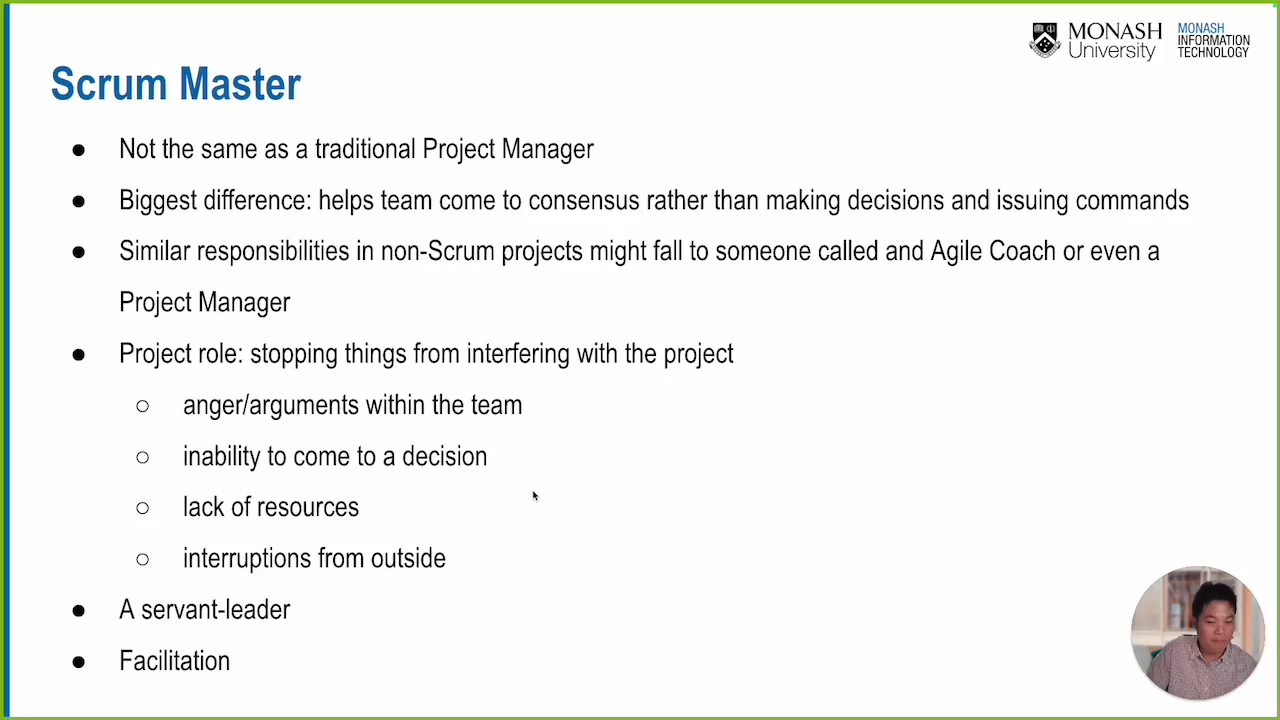 MONASH University
MONASH INFORMATION TECHNOLOGY
Scrum Master
● Not the same as a traditional Project Manager
● Biggest difference: helps team come to consensus rather than making decisions and issuing commands
● Similar responsibilities in non-Scrum projects might fall to someone called and Agile Coach or even a
Project Manager
● Project role: stopping things from interfering with the project
○ anger/arguments within the team
○ inability to come to a decision
○ lack of resources
○ interruptions from outside
● A servant-leader
● Facilitation